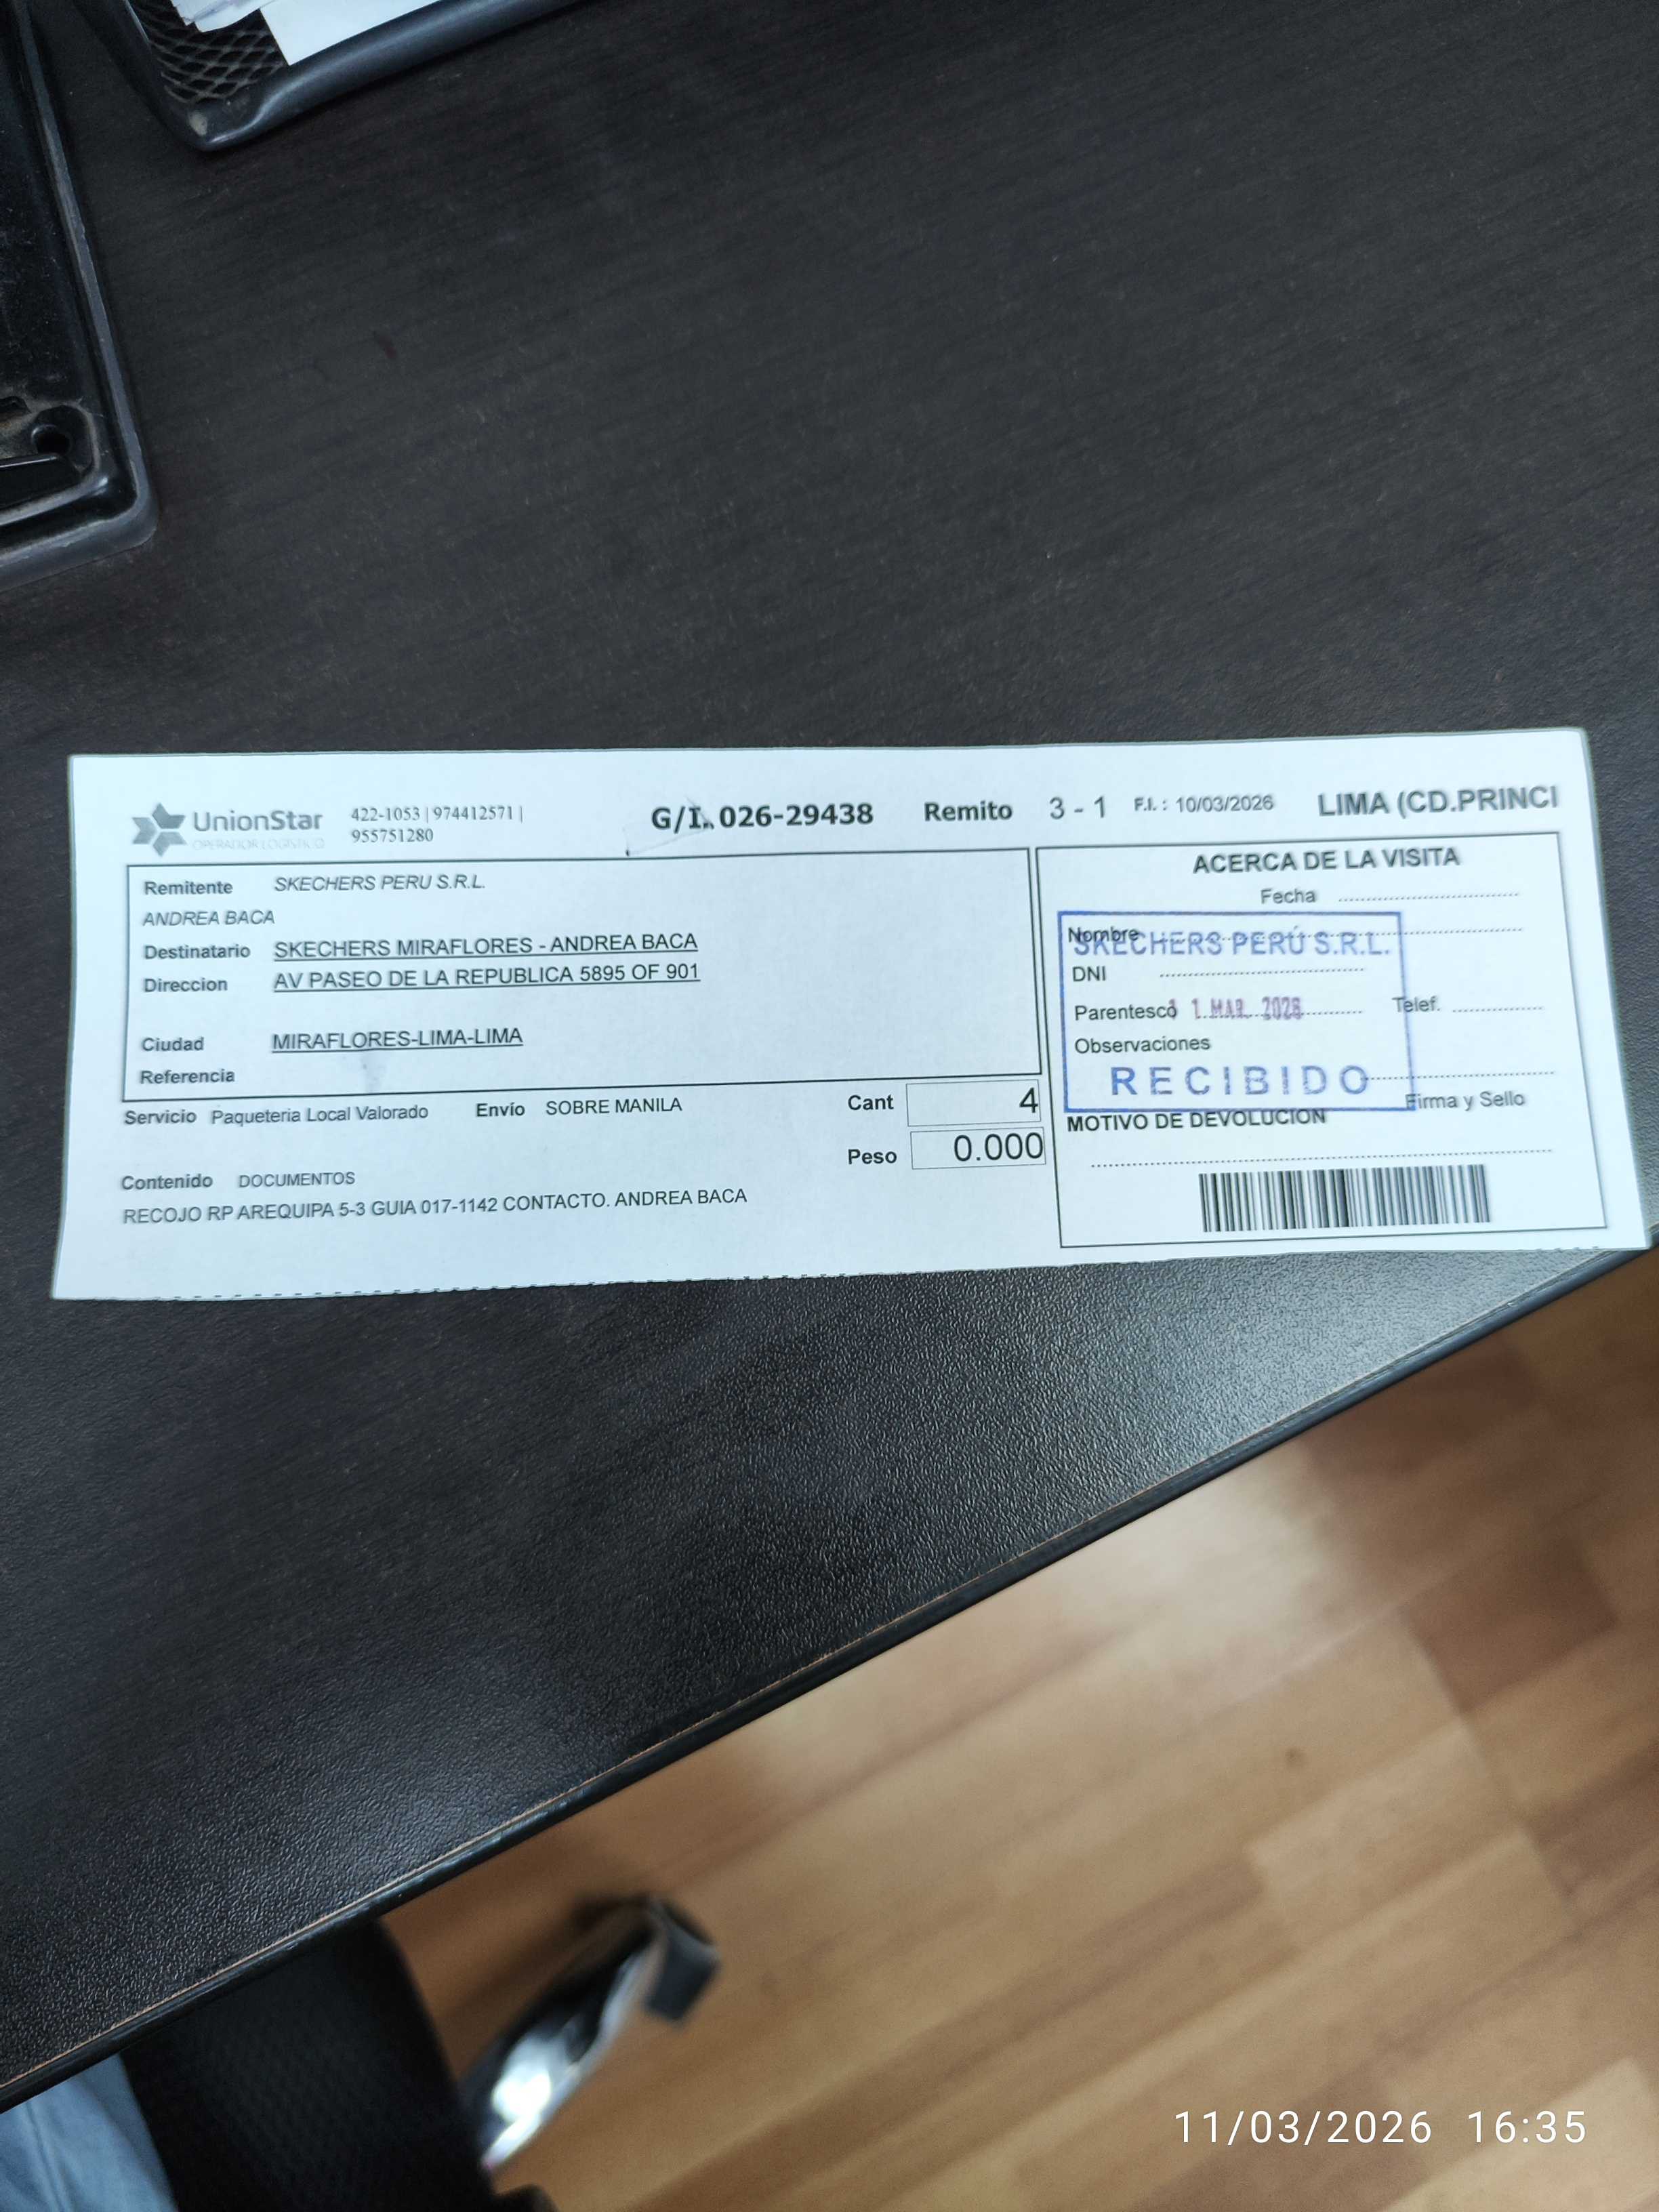 UnionStar
OPERADOR LOGISTICO
422-1053 | 974412571 |
955751280
G/I. 026-29438 Remito 3 - 1 F.I. : 10/03/2026 LIMA (CD.PRINCI
Remitente SKECHERS PERU S.R.L.
ANDREA BACA
Destinatario SKECHERS MIRAFLORES - ANDREA BACA
Direccion AV PASEO DE LA REPUBLICA 5895 OF 901
Ciudad MIRAFLORES-LIMA-LIMA
Referencia
Servicio Paqueteria Local Valorado Envío SOBRE MANILA Cant 4
Peso 0.000
Contenido DOCUMENTOS
RECOJO RP AREQUIPA 5-3 GUIA 017-1142 CONTACTO. ANDREA BACA
ACERCA DE LA VISITA
Fecha
Nombre
SKECHERS PERÚ S.R.L.
DNI
Parentesco 1 MAR. 2026 Telef.
Observaciones
RECIBIDO
Firma y Sello
MOTIVO DE DEVOLUCION
11/03/2026 16:35